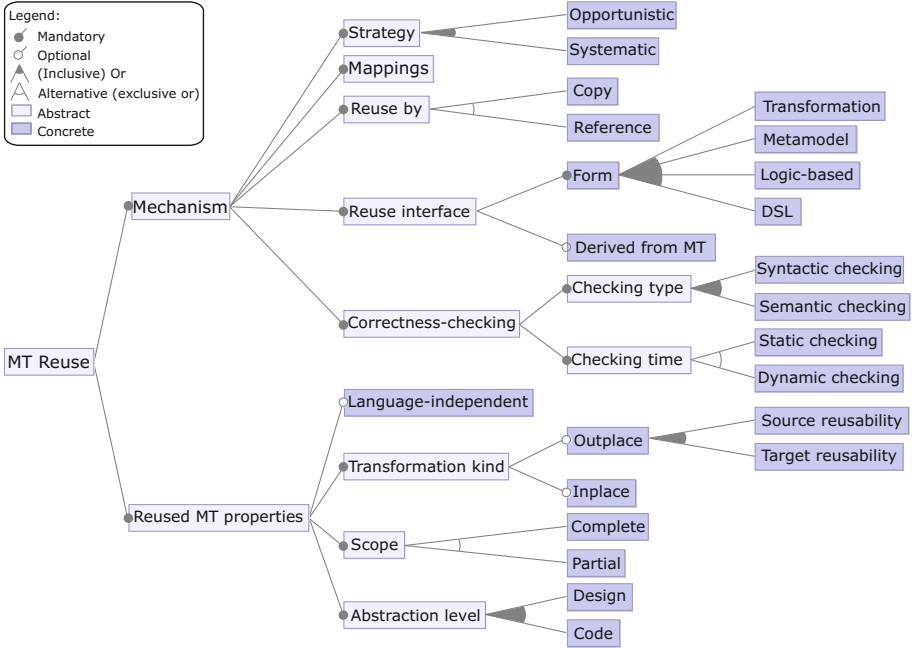 Legend:
Mandatory
Optional
(Inclusive) Or
Alternative (exclusive or)
Abstract
Concrete
MT Reuse
Mechanism
Strategy
Opportunistic
Systematic
Mappings
Reuse by
Copy
Reference
Reuse interface
Form
Transformation
Metamodel
Logic-based
DSL
Derived from MT
Correctness-checking
Checking type
Syntactic checking
Semantic checking
Checking time
Static checking
Dynamic checking
Reused MT properties
Language-independent
Transformation kind
Outplace
Source reusability
Target reusability
Inplace
Scope
Complete
Partial
Abstraction level
Design
Code